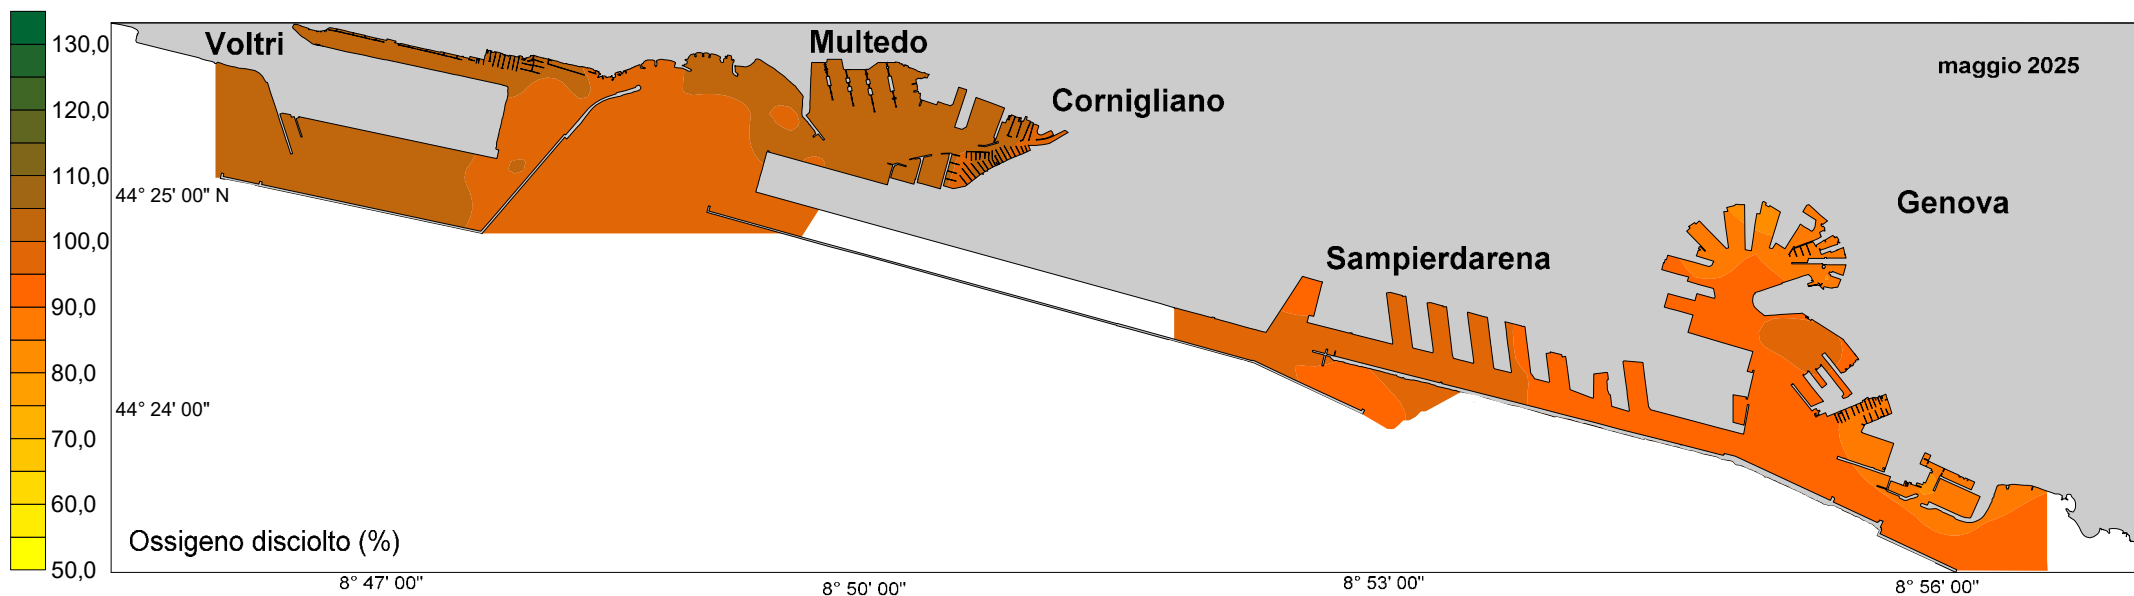 Voltri
Multedo
maggio 2025
Cornigliano
Genova
Sampierdarena
130,0
120,0
110,0
100,0
90,0
80,0
70,0
60,0
50,0
44° 25' 00" N
44° 24' 00"
Ossigeno disciolto (%)
8° 47' 00"
8° 50' 00"
8° 53' 00"
8° 56' 00"